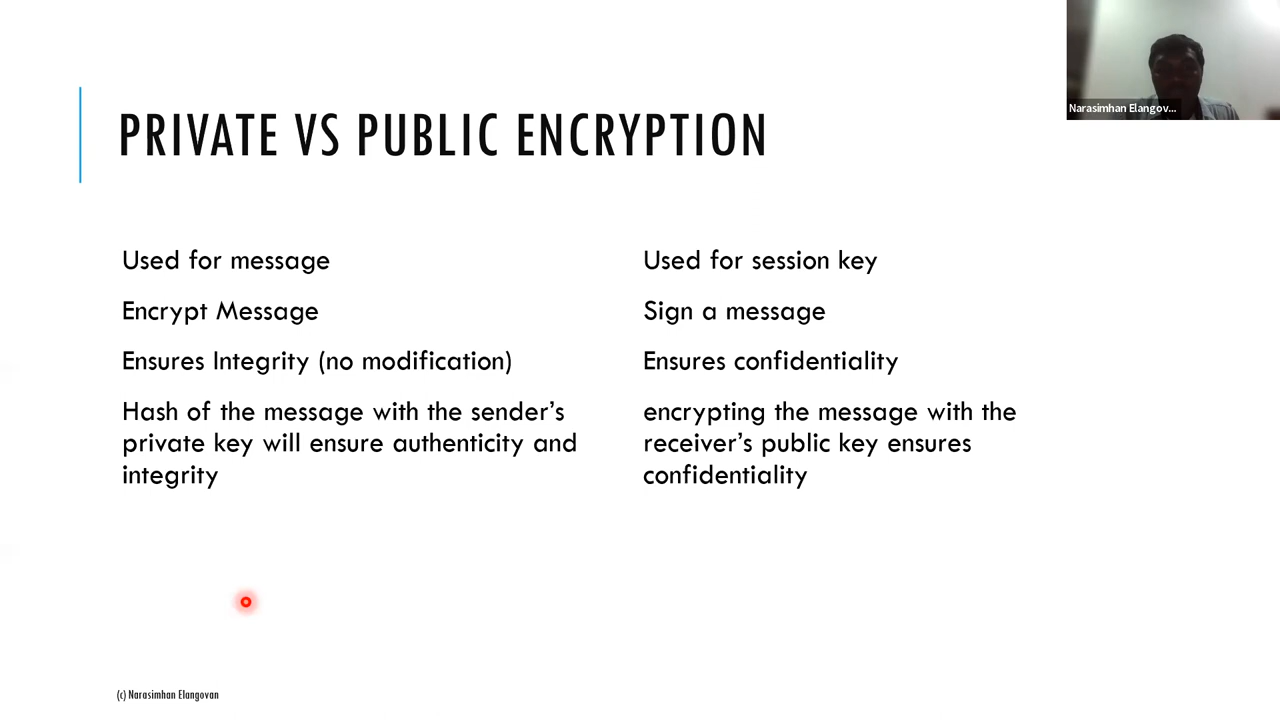 Narasimhan Elangov...
PRIVATE VS PUBLIC ENCRYPTION
Used for message
Encrypt Message
Ensures Integrity (no modification)
Hash of the message with the sender’s
private key will ensure authenticity and
integrity
Used for session key
Sign a message
Ensures confidentiality
encrypting the message with the
receiver’s public key ensures
confidentiality
(c) Narasimhan Elangovan